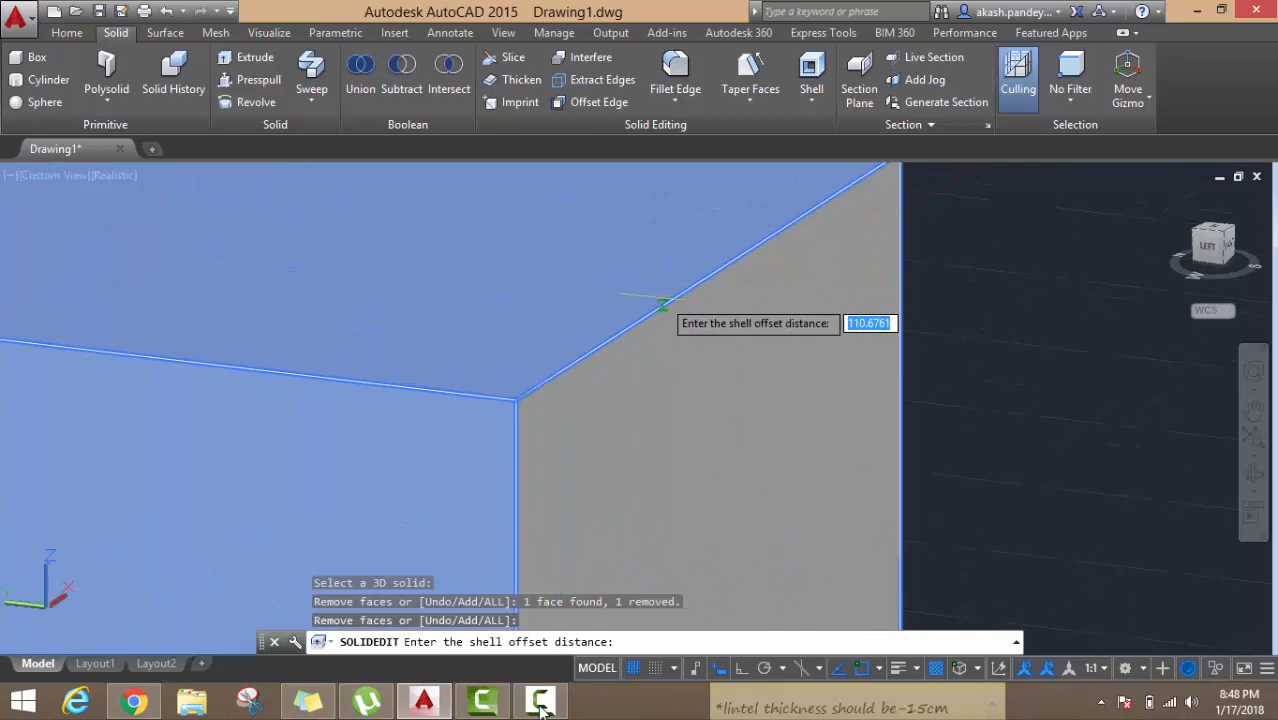 Autodesk AutoCAD 2015 Drawing1.dwg
Type a keyword or phrase
akash.pandey...
Home Solid Surface Mesh Visualize Parametric Insert Annotate View Manage Output Add-ins Autodesk 360 Express Tools BIM 360 Performance Featured Apps
Box
Cylinder
Sphere
Polysolid
Solid History
Primitive
Extrude
Presspull
Revolve
Sweep
Solid
Union
Subtract
Intersect
Boolean
Slice
Thicken
Imprint
Interfere
Extract Edges
Offset Edge
Fillet Edge
Taper Faces
Shell
Solid Editing
Section
Plane
Live Section
Add Jog
Generate Section
Section
Culling
No Filter
Move
Gizmo
Selection
Drawing1*
[−][Custom View][Realistic]
LEFT
WCS
Enter the shell offset distance: 110.6761
Z
X
Select a 3D solid:
Remove faces or [Undo/Add/ALL]: 1 face found, 1 removed.
Remove faces or [Undo/Add/ALL]:
SOLIDEDIT Enter the shell offset distance:
Model Layout1 Layout2
MODEL
1:1
*lintel thickness should be-15cm
8:48 PM
1/17/2018